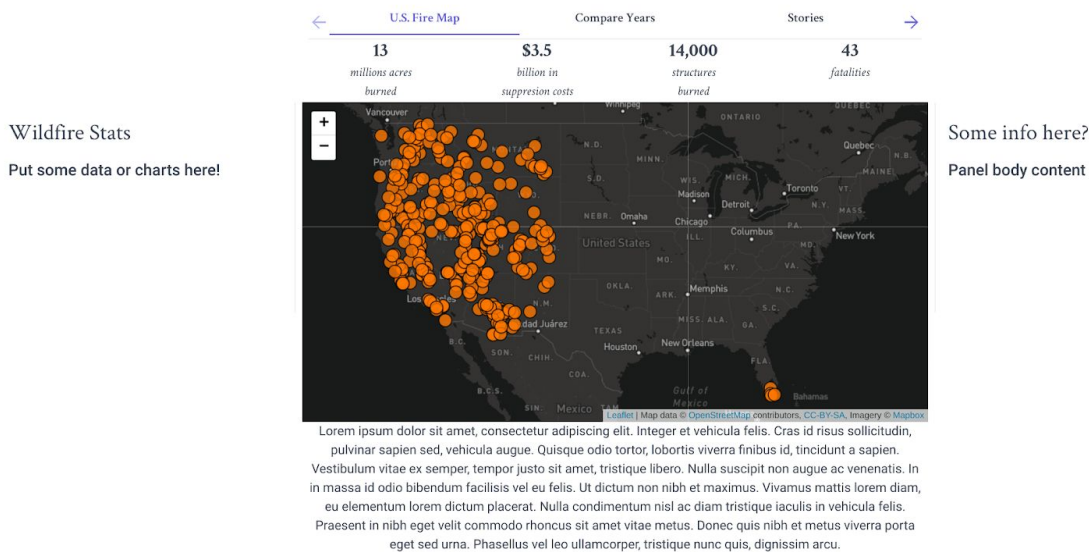 U.S. Fire Map
Compare Years
Stories
13
millions acres
burned
$3.5
billion in
suppresion costs
14,000
structures
burned
43
fatalities
Wildfire Stats
Put some data or charts here!
+
−
Vancouver
Winnipeg
ONTARIO
QUEBEC
N.D.
MINN.
Quebec
N.B.
MAINE
S.D.
WIS.
MICH.
Toronto
VT.
Madison
N.Y.
MASS.
Detroit
NEBR.
Omaha
Chicago
PA.
New York
United States
ILL.
Columbus
MD.
MO.
KY.
VA.
OKLA.
ARK.
Memphis
N.C.
S.C.
N.M.
MISS.
ALA.
GA.
dad Juárez
TEXAS
B.C.
SON.
CHIH.
Houston
New Orleans
FLA.
COA.
B.C.S.
Gulf of
Mexico
Bahamas
SIN.
Mexico
TAM.
Leaflet | Map data © OpenStreetMap contributors, CC-BY-SA, Imagery © Mapbox
Some info here?
Panel body content
Lorem ipsum dolor sit amet, consectetur adipiscing elit. Integer et vehicula felis. Cras id risus sollicitudin,
pulvinar sapien sed, vehicula augue. Quisque odio tortor, lobortis viverra finibus id, tincidunt a sapien.
Vestibulum vitae ex semper, tempor justo sit amet, tristique libero. Nulla suscipit non augue ac venenatis. In
in massa id odio bibendum facilisis vel eu felis. Ut dictum non nibh et maximus. Vivamus mattis lorem diam,
eu elementum lorem dictum placerat. Nulla condimentum nisl ac diam tristique iaculis in vehicula felis.
Praesent in nibh eget velit commodo rhoncus sit amet vitae metus. Donec quis nibh et metus viverra porta
eget sed urna. Phasellus vel leo ullamcorper, tristique nunc quis, dignissim arcu.